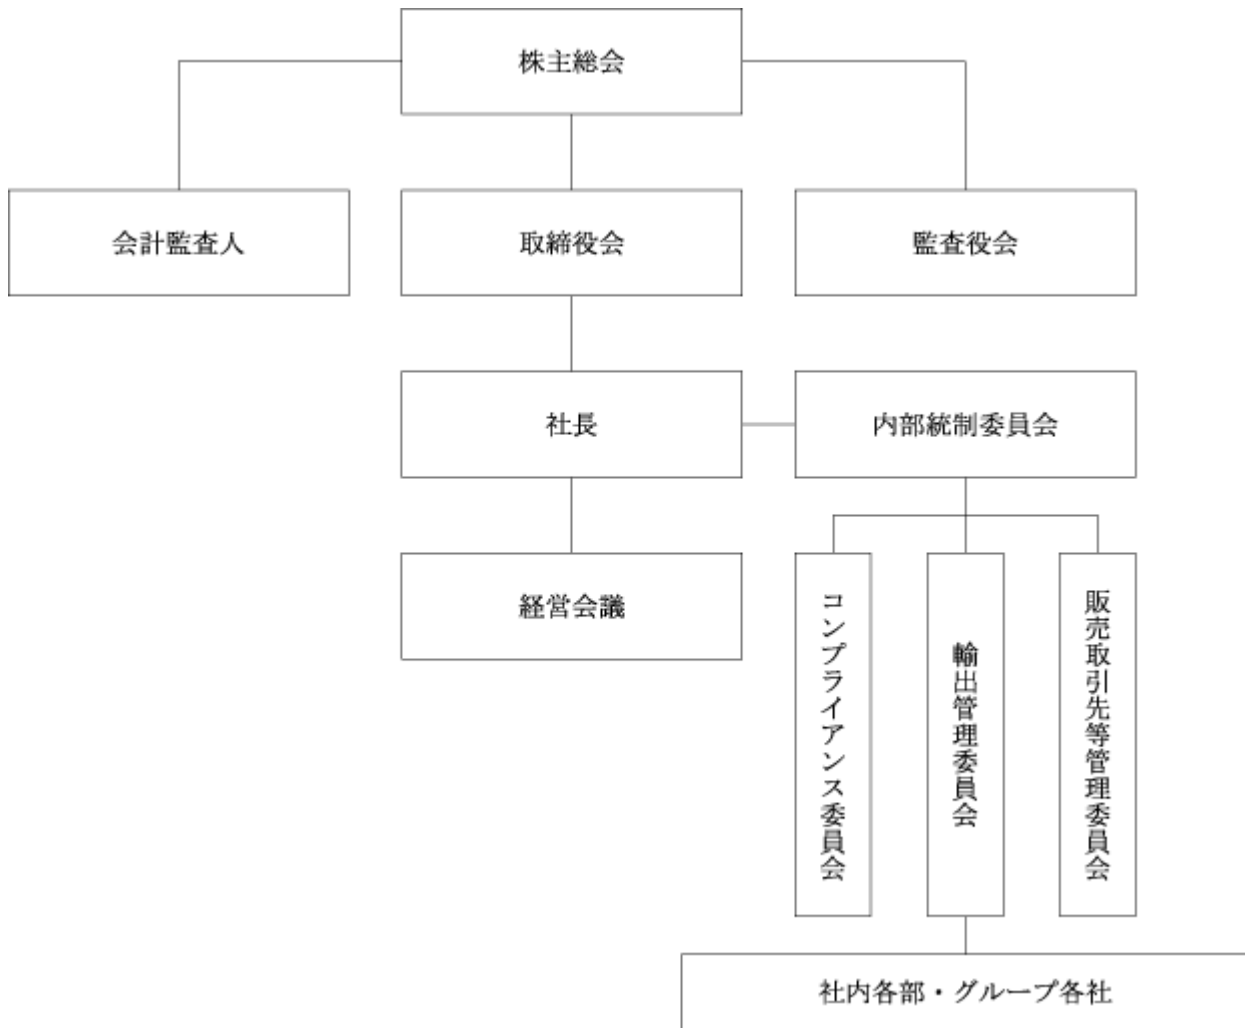 株主総会
会計監査人
取締役会
監査役会
社長
内部統制委員会
経営会議
コンプライアンス委員会
輸出管理委員会
販売取引先等管理委員会
社内各部・グループ各社